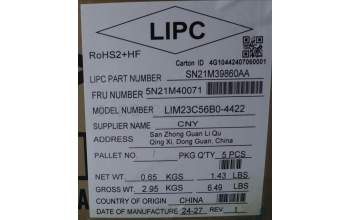 LIPC
RoHS2+HF
Carton ID 4G10442407060001
LIPC PART NUMBER SN21M39860AA
FRU NUMBER 5N21M40071
MODEL NUMBER LIM23C56B0-4422
SUPPLIER NAME CNY
ADDRESS San Zhong Guan Li Qu
Qing Xi, Dong Guan, China
PALLET NO / PKG Q'TY 5 PCS
NET WT 0.65 KGS 1.43 LBS
GROSS WT. 2.95 KGS 6.49 LBS
COUNTRY OF ORIGIN CHINA
DATE OF MANUFACTURE 24-27 REV 1